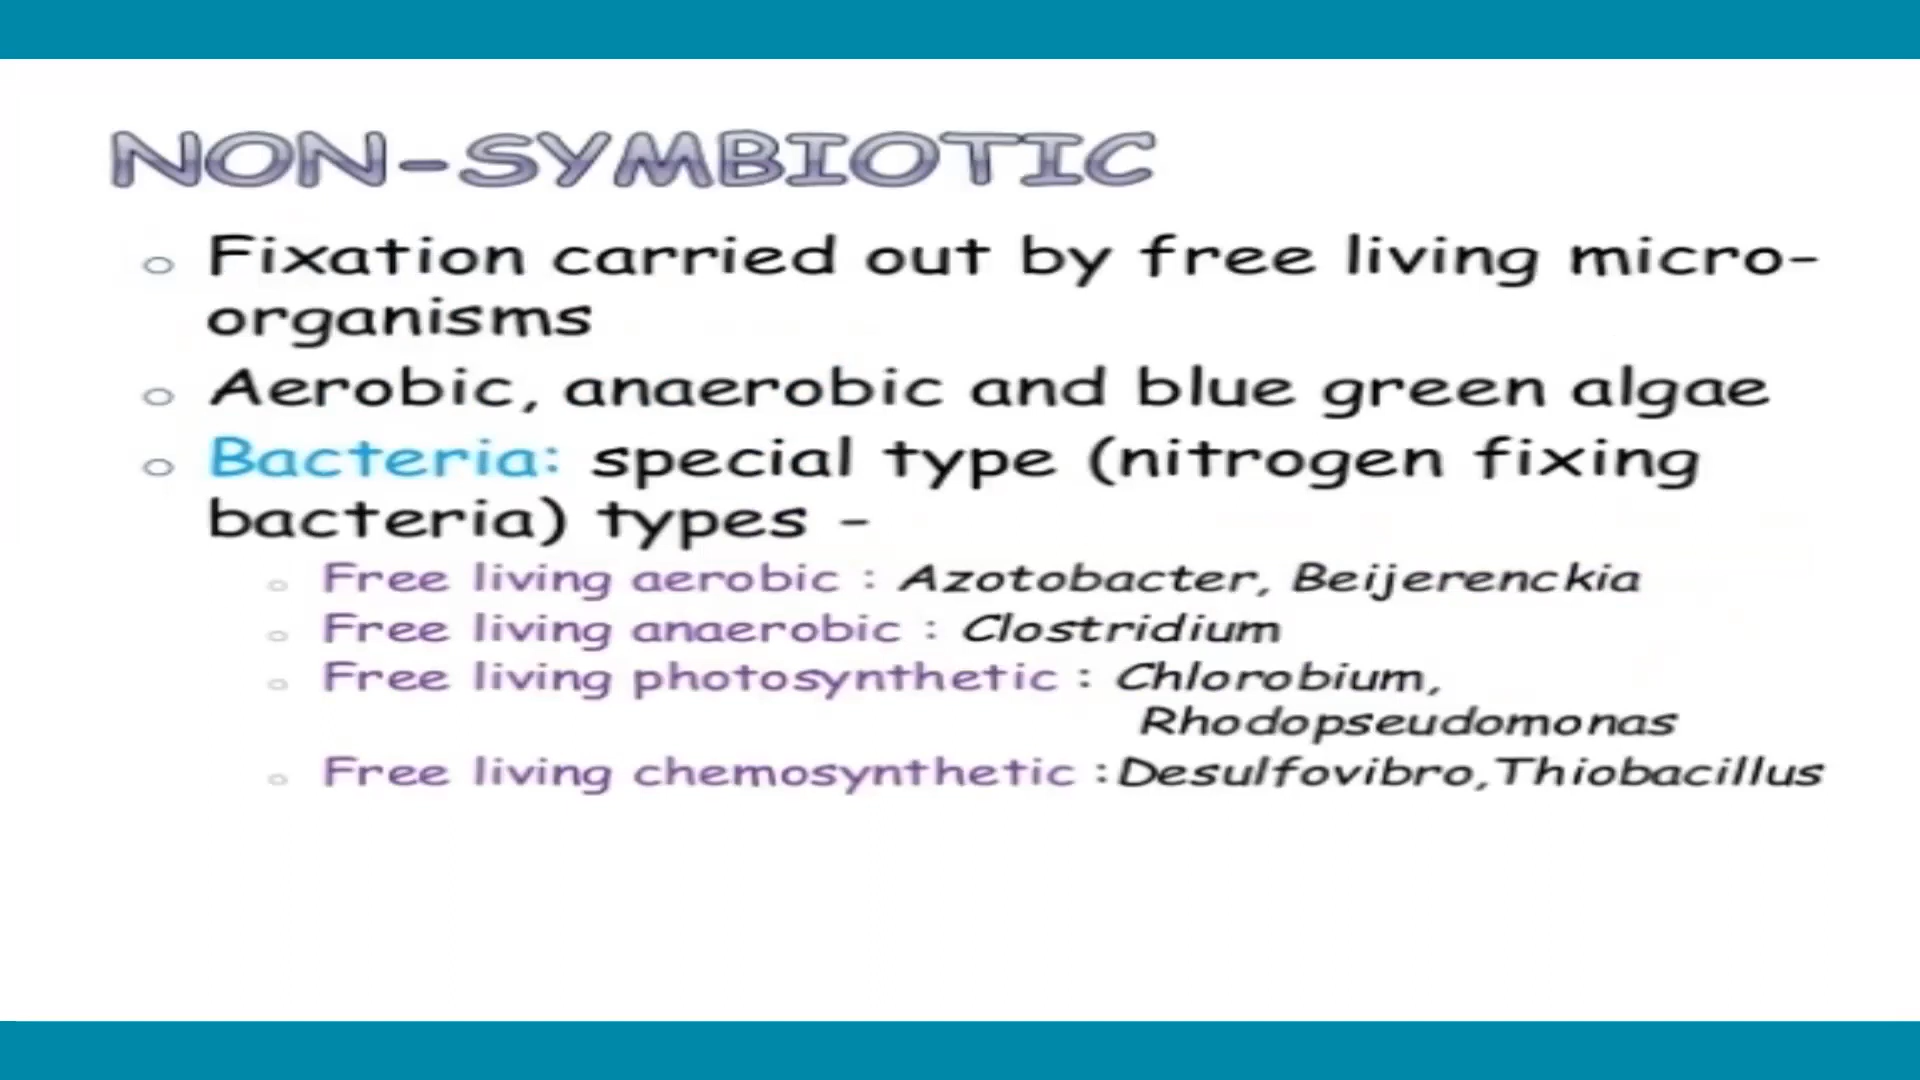 NON-SYMBIOTIC
Fixation carried out by free living micro-
organisms
Aerobic, anaerobic and blue green algae
Bacteria: special type (nitrogen fixing
bacteria) types -
Free living aerobic : Azotobacter, Beijerenckia
Free living anaerobic : Clostridium
Free living photosynthetic : Chlorobium,
Rhodopseudomonas
Free living chemosynthetic :Desulfovibro,Thiobacillus